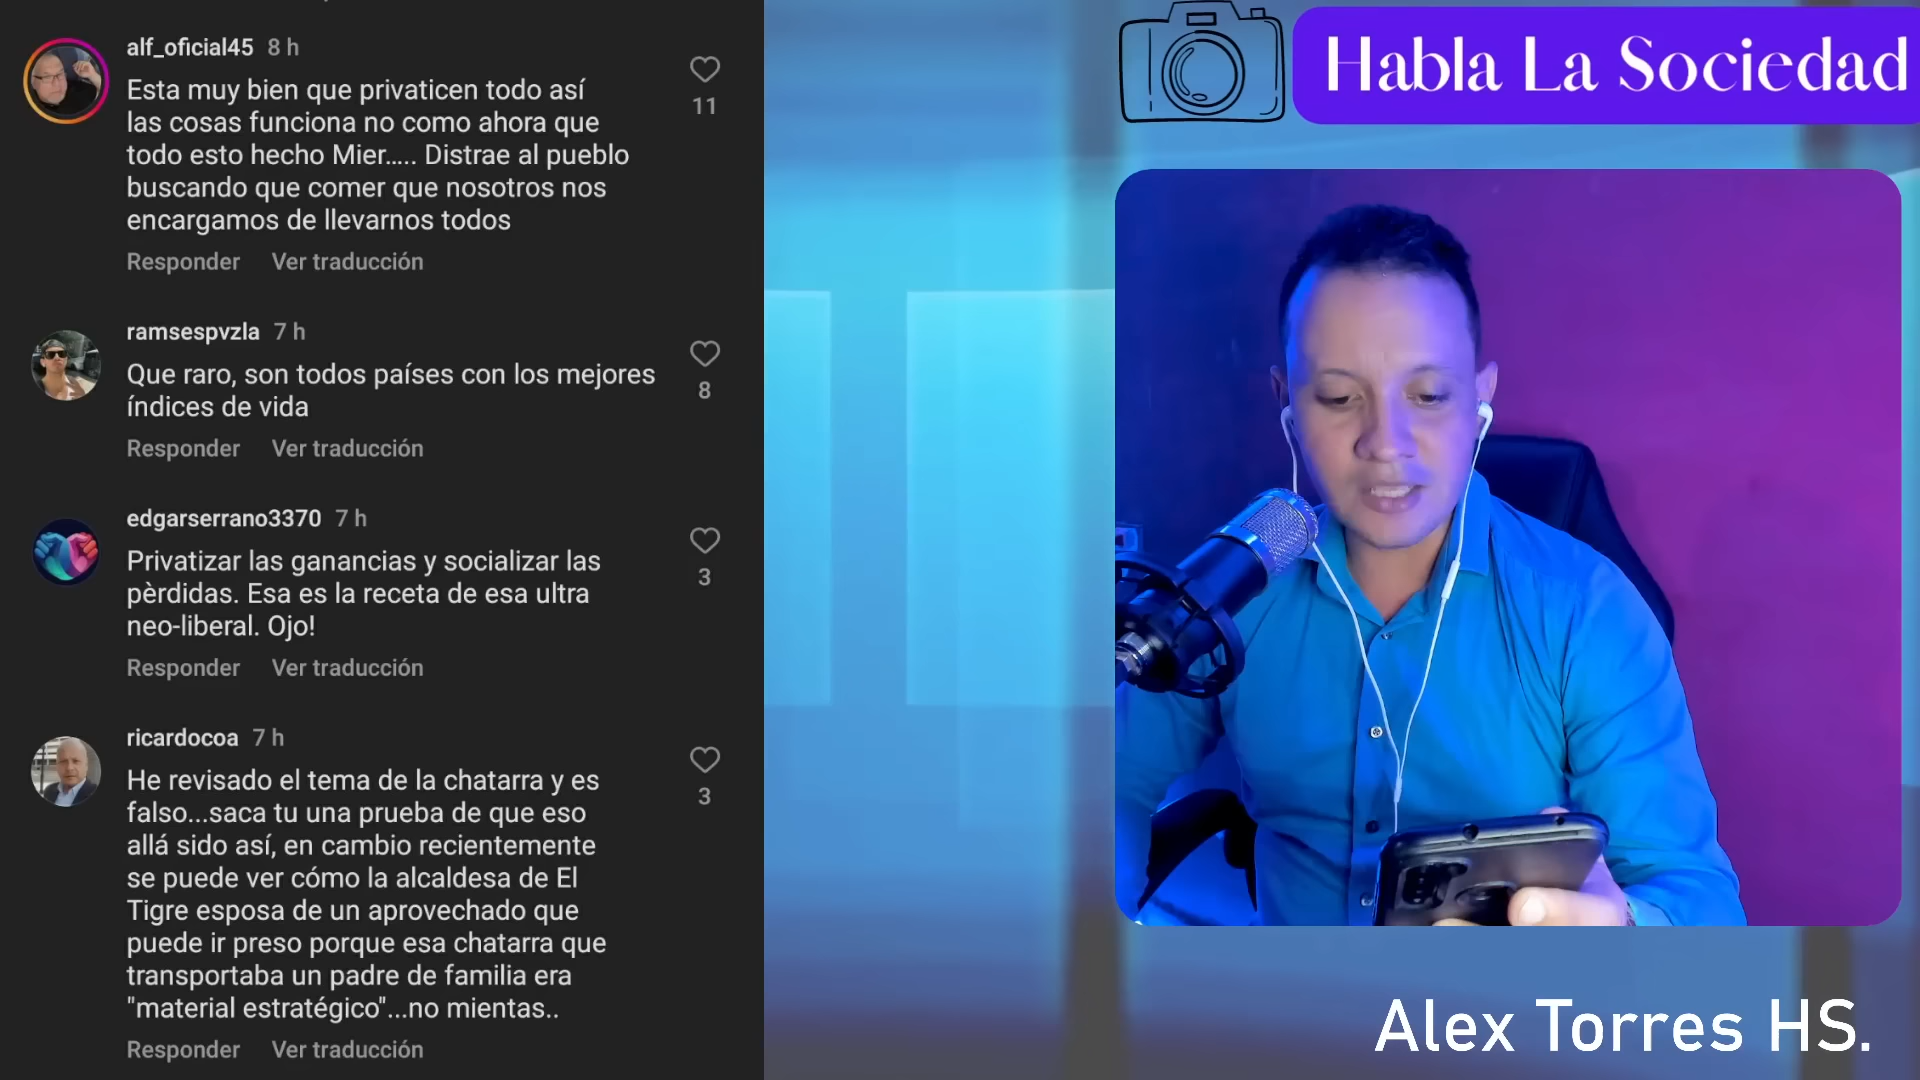 alf_oficial45 8 h
Esta muy bien que privaticen todo así
las cosas funciona no como ahora que
todo esto hecho Mier..... Distrae al pueblo
buscando que comer que nosotros nos
encargamos de llevarnos todos
11
Responder Ver traducción
ramsespvzla 7 h
Que raro, son todos países con los mejores
índices de vida
8
Responder Ver traducción
edgarserrano3370 7 h
Privatizar las ganancias y socializar las
pèrdidas. Esa es la receta de esa ultra
neo-liberal. Ojo!
3
Responder Ver traducción
ricardocoa 7 h
He revisado el tema de la chatarra y es
falso...saca tu una prueba de que eso
allá sido así, en cambio recientemente
se puede ver cómo la alcaldesa de El
Tigre esposa de un aprovechado que
puede ir preso porque esa chatarra que
transportaba un padre de familia era
"material estratégico"...no mientas..
3
Responder Ver traducción
Habla La Sociedad
Alex Torres HS.